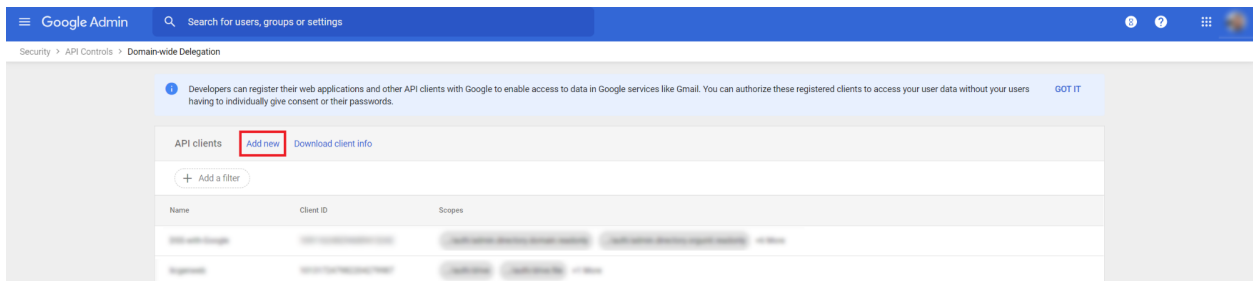 Google Admin
Search for users, groups or settings
8
?
Security > API Controls > Domain-wide Delegation
Developers can register their web applications and other API clients with Google to enable access to data in Google services like Gmail. You can authorize these registered clients to access your user data without your users
having to individually give consent or their passwords.
GOT IT
API clients Add new Download client info
+ Add a filter
Name Client ID Scopes